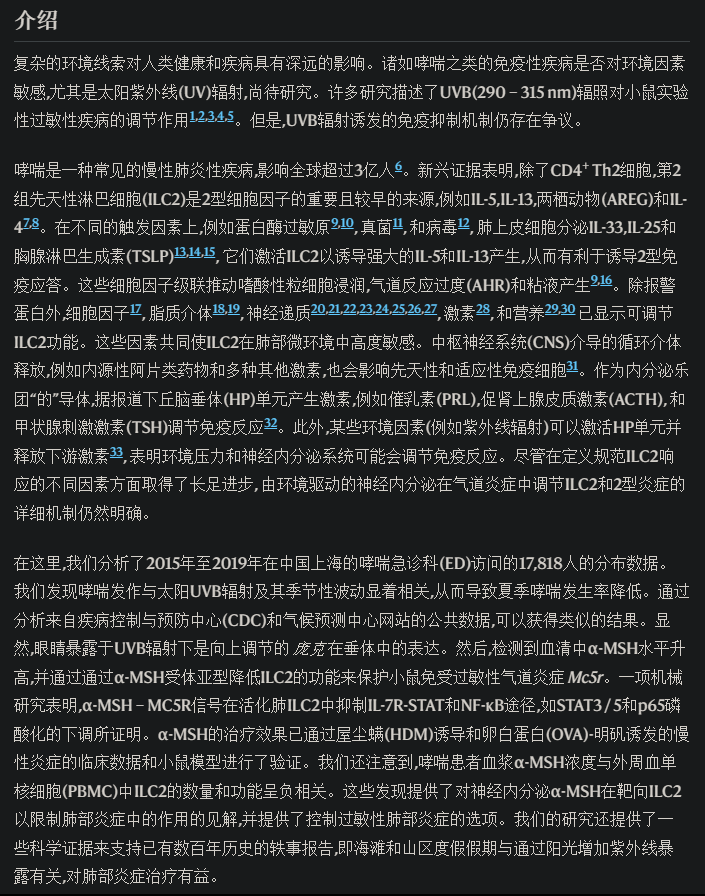 介绍
复杂的环境线索对人类健康和疾病具有深远的影响。诸如哮喘之类的免疫性疾病是否对环境因素
敏感,尤其是太阳紫外线(UV)辐射,尚待研究。许多研究描述了UVB(290 – 315 nm)辐照对小鼠实验
性过敏性疾病的调节作用1,2,3,4,5。但是,UVB辐射诱发的免疫抑制机制仍存在争议。
哮喘是一种常见的慢性肺炎性疾病,影响全球超过3亿人6。新兴证据表明,除了CD4+ Th2细胞,第2
组先天性淋巴细胞(ILC2)是2型细胞因子的重要且较早的来源,例如IL-5,IL-13,两栖动物(AREG)和IL-
47,8。在不同的触发因素上,例如蛋白酶过敏原9,10,真菌11,和病毒12,肺上皮细胞分泌IL-33,IL-25和
胸腺淋巴生成素(TSLP)13,14,15,它们激活ILC2以诱导强大的IL-5和IL-13产生,从而有利于诱导2型免
疫应答。这些细胞因子级联推动嗜酸性粒细胞浸润,气道反应过度(AHR)和粘液产生9,16。除报警
蛋白外,细胞因子17,脂质介体18,19,神经递质20,21,22,23,24,25,26,27,激素28,和营养29,30已显示可调节
ILC2功能。这些因素共同使ILC2在肺部微环境中高度敏感。中枢神经系统(CNS)介导的循环介体
释放,例如内源性阿片类药物和多种其他激素,也会影响先天性和适应性免疫细胞31。作为内分泌乐
团“的”导体,据报道下丘脑垂体(HP)单元产生激素,例如催乳素(PRL),促肾上腺皮质激素(ACTH),和
甲状腺刺激激素(TSH)调节免疫反应32。此外,某些环境因素(例如紫外线辐射)可以激活HP单元并
释放下游激素33,表明环境压力和神经内分泌系统可能会调节免疫反应。尽管在定义规范ILC2响
应的不同因素方面取得了长足进步,由环境驱动的神经内分泌在气道炎症中调节ILC2和2型炎症的
详细机制仍然明确。
在这里,我们分析了2015年至2019年在中国上海的哮喘急诊科(ED)访问的17,818人的分布数据。
我们发现哮喘发作与太阳UVB辐射及其季节性波动显着相关,从而导致夏季哮喘发生率降低。通过
分析来自疾病控制与预防中心(CDC)和气候预测中心网站的公共数据,可以获得类似的结果。显
然,眼睛暴露于UVB辐射下是向上调节的 在垂体中的表达。然后,检测到血清中α-MSH水平升
高,并通过通过α-MSH受体亚型降低ILC2的功能来保护小鼠免受过敏性气道炎症 Mc5r。一项机械
研究表明,α-MSH – MC5R信号在活化肺ILC2中抑制IL-7R-STAT和NF-κB途径,如STAT3 / 5和p65磷
酸化的下调所证明。α-MSH的治疗效果已通过屋尘螨(HDM)诱导和卵白蛋白(OVA)-明矾诱发的慢
性炎症的临床数据和小鼠模型进行了验证。我们还注意到,哮喘患者血浆α-MSH浓度与外周血单
核细胞(PBMC)中ILC2的数量和功能呈负相关。这些发现提供了对神经内分泌α-MSH在靶向ILC2
以限制肺部炎症中的作用的见解,并提供了控制过敏性肺部炎症的选项。我们的研究还提供了一
些科学证据来支持已有数百年历史的轶事报告,即海滩和山区度假假期与通过阳光增加紫外线暴
露有关,对肺部炎症治疗有益。